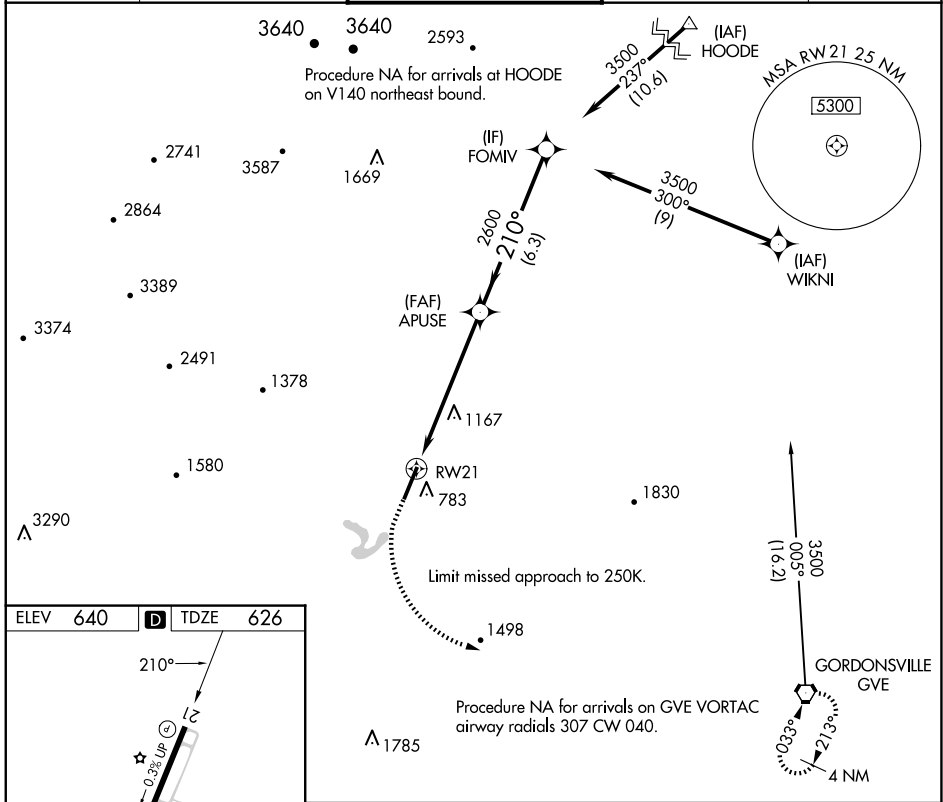 3640
3640
2593
Procedure NA for arrivals at HOODE
on V140 northeast bound.
(IAF)
HOODE
3500
237°
(10.6)
MSA RW21 25 NM
5300
(IF)
FOMIV
2741
3587
1669
2864
3500
300°
(9)
(IAF)
WIKNI
2600
210°
(6.3)
3389
(FAF)
APUSE
3374
2491
1378
1167
1580
RW21
783
1830
3290
3500
005°
(16.2)
Limit missed approach to 250K.
1498
ELEV 640 D TDZE 626
210°
21
0.3% UP
P
GORDONSVILLE
GVE
Procedure NA for arrivals on GVE VORTAC
airway radials 307 CW 040.
1785
033°
213°
4 NM